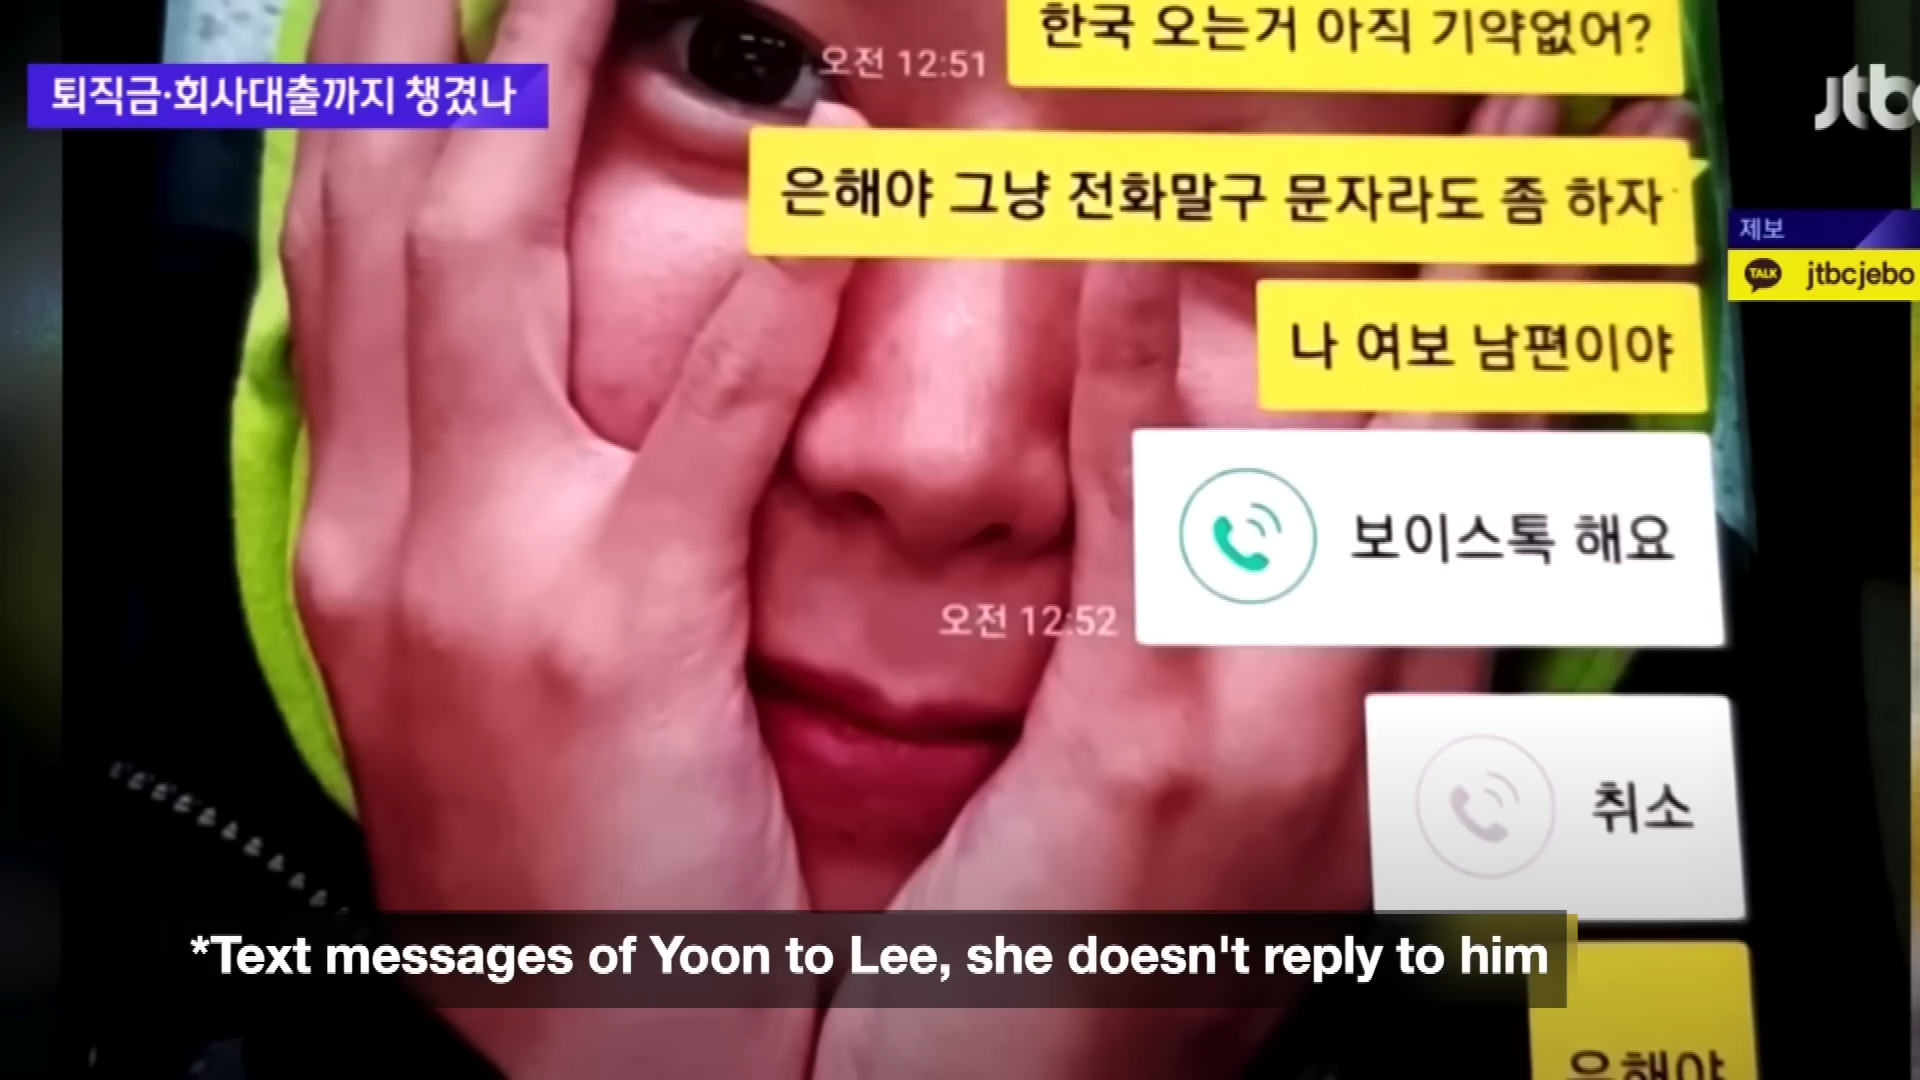 퇴직금·회사대출까지 챙겼나
오전 12:51
한국 오는거 아직 기약없어?
jtbc
은해야 그냥 전화말구 문자라도 좀 하자
제보
TALK jtbcjebo
나 여보 남편이야
보이스톡 해요
오전 12:52
취소
*Text messages of Yoon to Lee, she doesn't reply to him
은해야